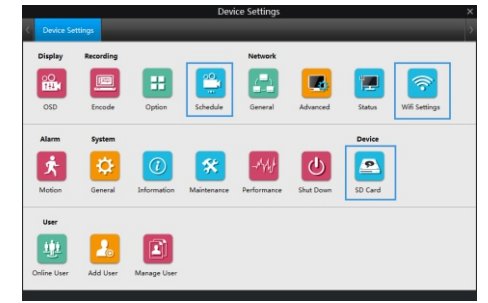 Device Settings
Device Settings
Display Recording Network
OSD Encode Option Schedule General Advanced Status Wifi Settings
Alarm System Device
Motion General Information Maintenance Performance Shut Down SD Card
User
Online User Add User Manage User